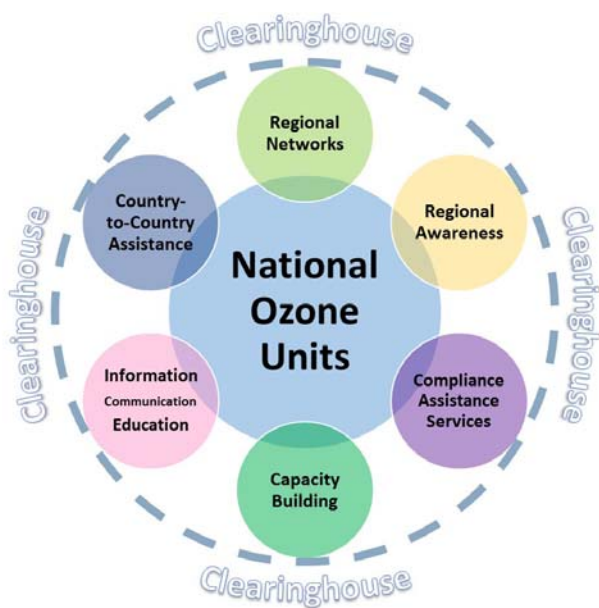 Clearinghouse
Regional
Networks
Country-
to-Country
Assistance
Regional
Awareness
Clearinghouse
National
Ozone
Units
Clearinghouse
Information
Communication
Education
Compliance
Assistance
Services
Capacity
Building
Clearinghouse